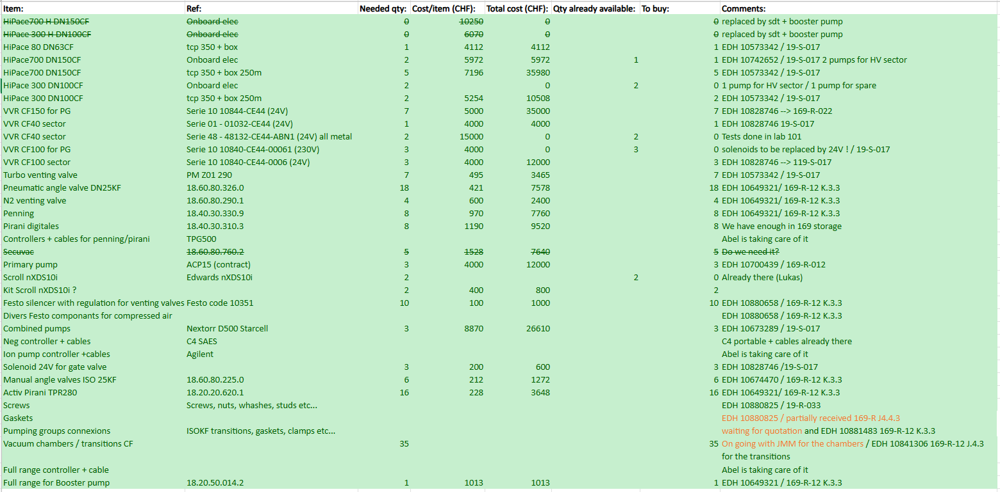 Item: Ref: Needed qty: Cost/item (CHF): Total cost (CHF): Qty already available: To buy: Comments:
HiPace700 H DN150CF Onboard elec 0 10250 0 0 replaced by sdt + booster pump
HiPace 300 H DN100CF Onboard elec 0 6070 0 0 replaced by sdt + booster pump
HiPace 80 DN63CF tcp 350 + box 1 4112 4112 1 EDH 10573342 / 19-S-017
HiPace700 DN150CF Onboard elec 2 5972 5972 1 1 EDH 10742652 / 19-S-017 2 pumps for HV sector
HiPace700 DN150CF tcp 350 + box 250m 5 7196 35980 5 EDH 10573342 / 19-S-017
HiPace 300 DN100CF Onboard elec 2 0 2 0 1 pump for HV sector / 1 pump for spare
HiPace 300 DN100CF tcp 350 + box 250m 2 5254 10508 2 EDH 10573342 / 19-S-017
VVR CF150 for PG Serie 10 10844-CE44 (24V) 7 5000 35000 7 EDH 10828746 --> 169-R-022
VVR CF40 sector Serie 01 - 01032-CE44 (24V) 1 4000 4000 1 EDH 10828746 19-S-017
VVR CF40 sector Serie 48 - 48132-CE44-ABN1 (24V) all metal 2 15000 0 2 0 Tests done in lab 101
VVR CF100 for PG Serie 10 10840-CE44-00061 (230V) 3 4000 0 3 0 solenoids to be replaced by 24V ! / 19-S-017
VVR CF100 sector Serie 10 10840-CE44-0006 (24V) 3 4000 12000 3 EDH 10828746 --> 119-S-017
Turbo venting valve PM Z01 290 7 495 3465 7 EDH 10573342 / 19-S-017
Pneumatic angle valve DN25KF 18.60.80.326.0 18 421 7578 18 EDH 10649321/ 169-R-12 K.3.3
N2 venting valve 18.60.80.290.1 4 600 2400 4 EDH 10649321/ 169-R-12 K.3.3
Penning 18.40.30.330.9 8 970 7760 8 EDH 10649321/ 169-R-12 K.3.3
Pirani digitales 18.40.30.310.3 8 1190 9520 8 We have enough in 169 storage
Controllers + cables for penning/pirani TPG500 Abel is taking care of it
Secuvac 18.60.80.760.2 5 1528 7640 5 Do we need it?
Primary pump ACP15 (contract) 3 4000 12000 3 EDH 10700439 / 169-R-012
Scroll nXDS10i Edwards nXDS10i 2 2 0 Already there (Lukas)
Kit Scroll nXDS10i ? 2 400 800 2
Festo silencer with regulation for venting valves Festo code 10351 10 100 1000 10 EDH 10880658 / 169-R-12 K.3.3
Divers Festo componants for compressed air EDH 10880658 / 169-R-12 K.3.3
Combined pumps Nextorr D500 Starcell 3 8870 26610 3 EDH 10673289 / 19-S-017
Neg controller + cables C4 SAES C4 portable + cables already there
Ion pump controller +cables Agilent Abel is taking care of it
Solenoid 24V for gate valve 3 200 600 3 EDH 10828746 /19-S-017
Manual angle valves ISO 25KF 18.60.80.225.0 6 212 1272 6 EDH 10674470 / 169-R-12 K.3.3
Activ Pirani TPR280 18.20.20.620.1 16 228 3648 16 EDH 10649321/ 169-R-12 K.3.3
Screws Screws, nuts, whashes, studs etc... EDH 10880825 / 19-R-033
Gaskets EDH 10880825 / partially received 169-R J4.4.3
Pumping groups connexions ISOKF transitions, gaskets, clamps etc... waiting for quotation and EDH 10881483 169-R-12 K.3.3
Vacuum chambers / transitions CF 35 35 On going with JMM for the chambers / EDH 10841306 169-R-12 J.4.3
for the transitions
Full range controller + cable Abel is taking care of it
Full range for Booster pump 18.20.50.014.2 1 1013 1013 1 EDH 10649321 / 169-R-12 K.3.3